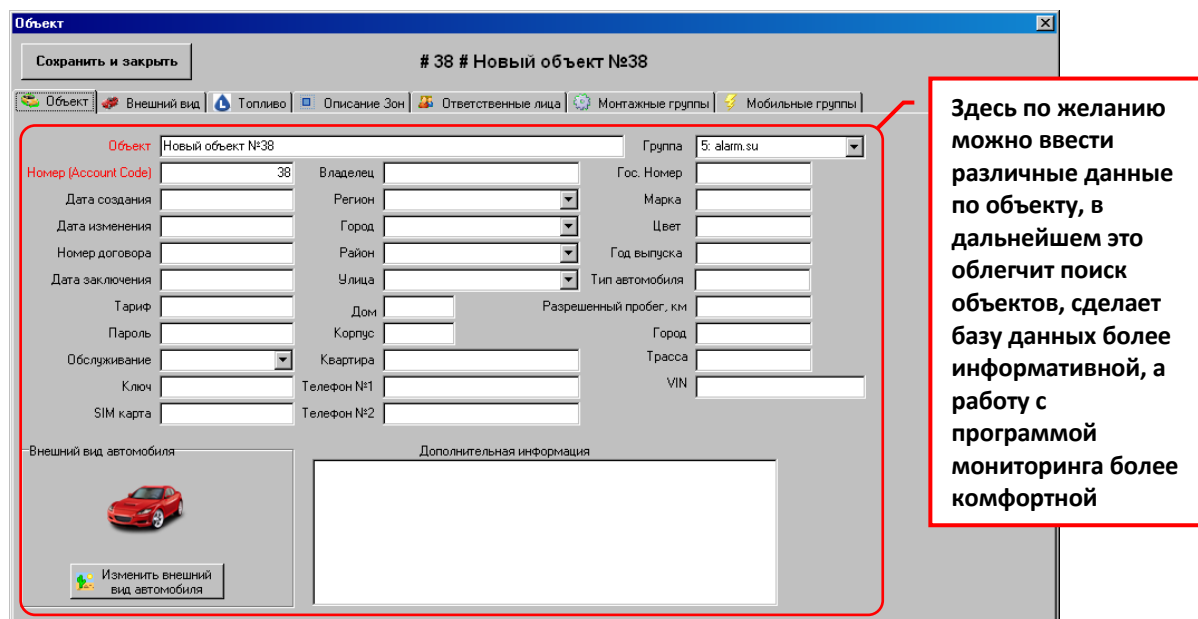 Объект
Сохранить и закрыть
# 38 # Новый объект №38
Объект Внешний вид Топливо Описание Зон Ответственные лица Монтажные группы Мобильные группы
Объект Новый объект №38 Группа 5: alarm.su
Номер (Account Code) 38 Владелец Гос. Номер
Дата создания Регион Марка
Дата изменения Город Цвет
Номер договора Район Год выпуска
Дата заключения Улица Тип автомобиля
Тариф Дом Разрешенный пробег, км
Пароль Корпус Город
Обслуживание Квартира Трасса
Ключ Телефон №1 VIN
SIM карта Телефон №2
Внешний вид автомобиля Дополнительная информация
Изменить внешний
вид автомобиля
Здесь по желанию
можно ввести
различные данные
по объекту, в
дальнейшем это
облегчит поиск
объектов, сделает
базу данных более
информативной, а
работу с
программой
мониторинга более
комфортной